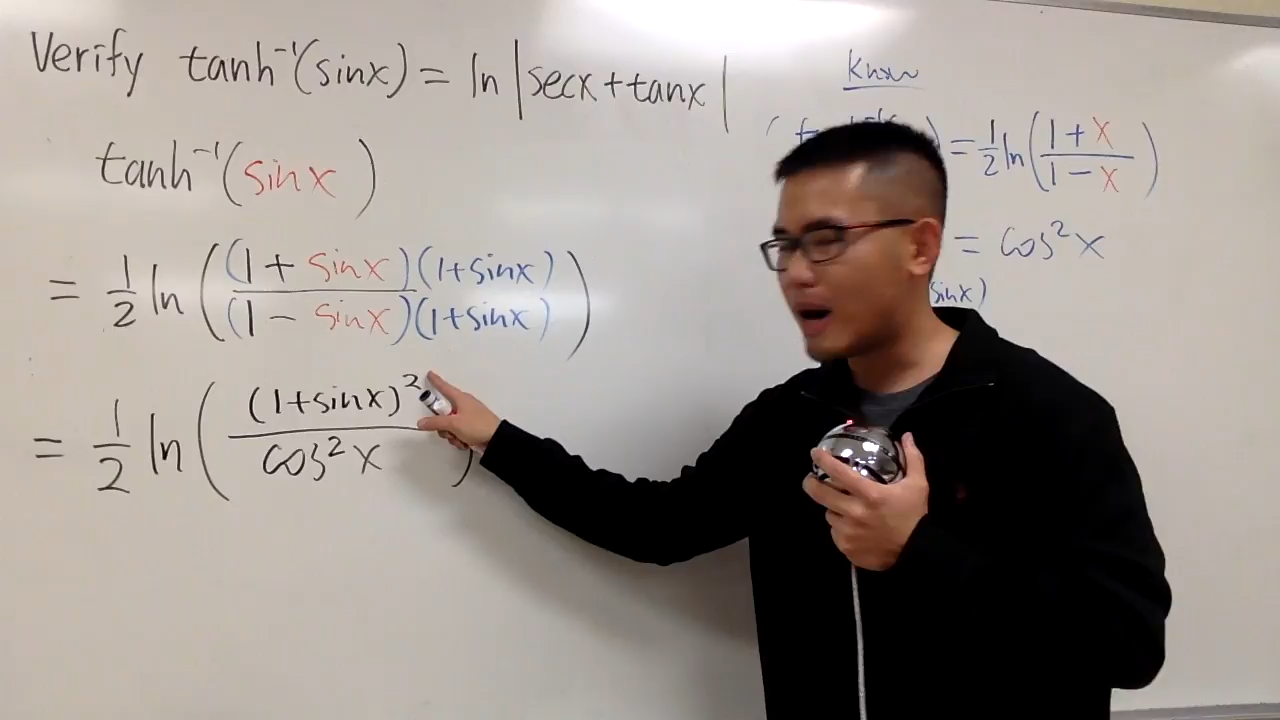 Verify tanh⁻¹(sinx) = ln|secx + tanx|
tanh⁻¹(sinx)
= 1/2 ln((1 + sinx)(1+sinx) / (1 - sinx)(1+sinx))
= 1/2 ln((1+sinx)² / cos²x)
Know
) = 1/2 ln((1 + x) / (1 - x))
= cos²x
sinx)